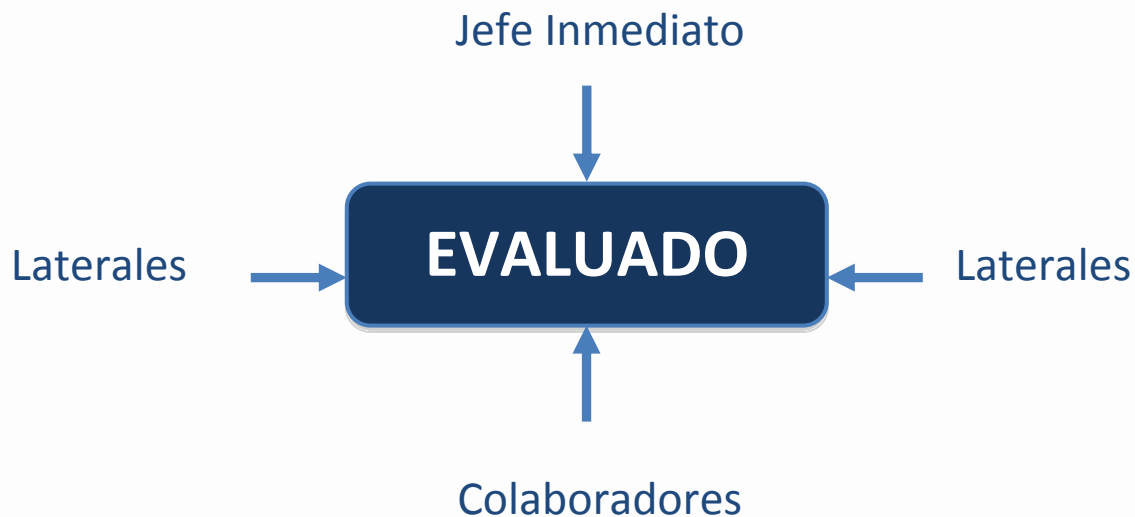 Jefe Inmediato
EVALUADO
Laterales
Laterales
Colaboradores